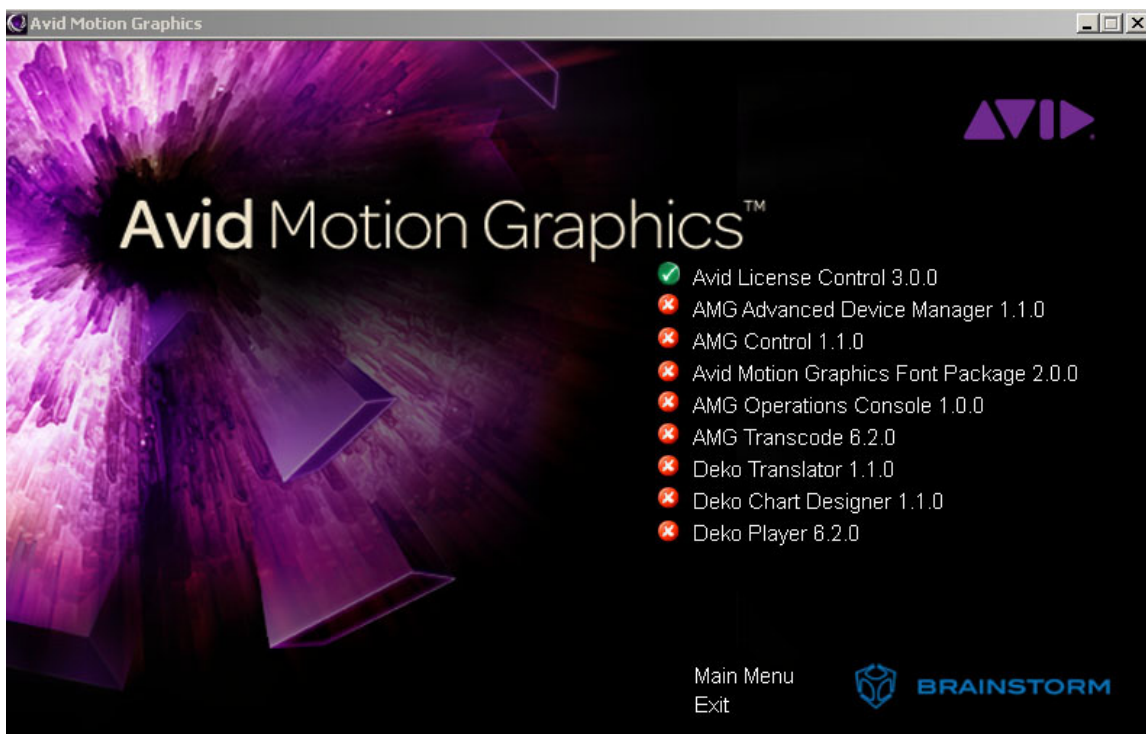 Avid Motion Graphics
AVID
Avid Motion Graphics™
Avid License Control 3.0.0
AMG Advanced Device Manager 1.1.0
AMG Control 1.1.0
Avid Motion Graphics Font Package 2.0.0
AMG Operations Console 1.0.0
AMG Transcode 6.2.0
Deko Translator 1.1.0
Deko Chart Designer 1.1.0
Deko Player 6.2.0
Main Menu
Exit
BRAINSTORM